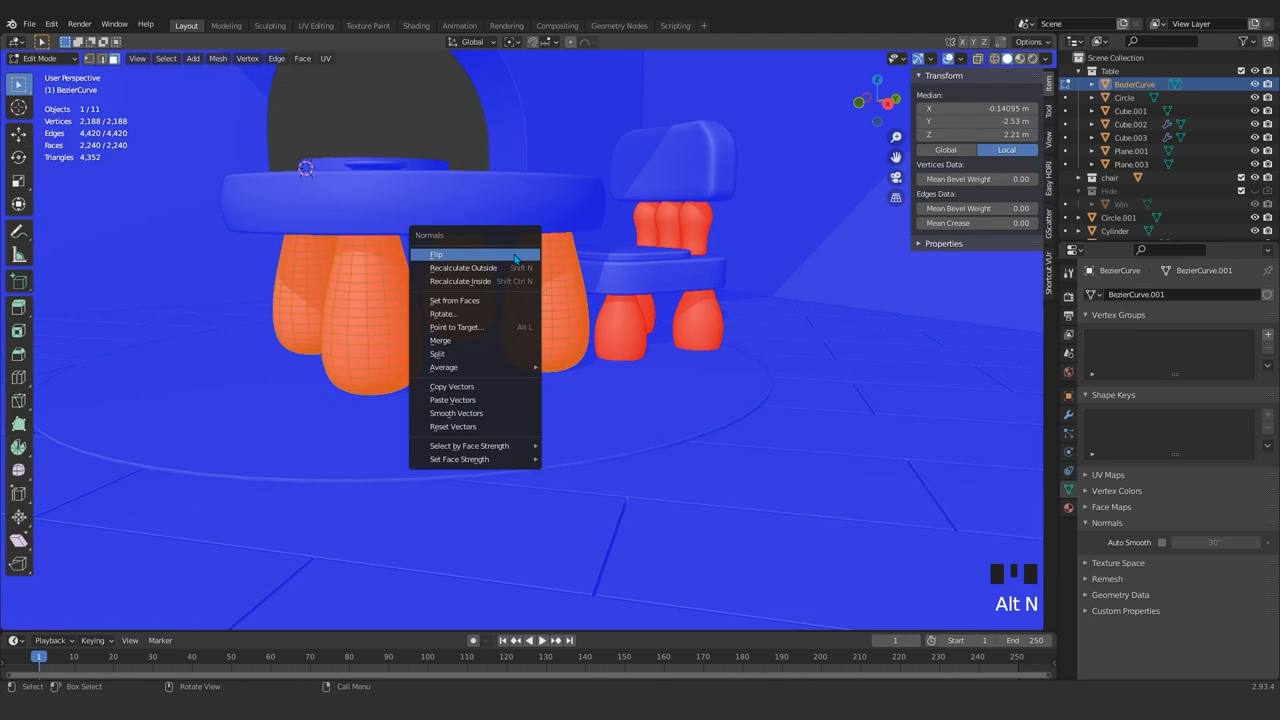 File Edit Render Window Help Layout Modeling Sculpting UV Editing Texture Paint Shading Animation Rendering Compositing Geometry Nodes Scripting + Scene View Layer
Global Options
Edit Mode View Select Add Mesh Vertex Edge Face UV
User Perspective
(1) BezierCurve
Objects 1/11
Vertices 2,188 / 2,188
Edges 4,420 / 4,420
Faces 2,240 / 2,240
Triangles 4,352
Z
Y
X
Normals
Flip
Recalculate Outside Shift N
Recalculate Inside Shift Ctrl N
Set from Faces
Rotate...
Point to Target... Alt L
Merge
Split
Average
Copy Vectors
Paste Vectors
Smooth Vectors
Reset Vectors
Select by Face Strength
Set Face Strength
Alt N
Transform
Median:
X -0.14095 m
Y -2.53 m
Z 2.21 m
Global Local
Vertices Data:
Mean Bevel Weight 0.00
Edges Data:
Mean Bevel Weight 0.00
Mean Crease 0.00
Properties
Item
Tool
View
Easy HDRI
GScatter
Shortcut VUr
Scene Collection
Table
BezierCurve
Circle
Cube.001
Cube.002
Cube.003
Plane.001
Plane.003
chair
Hide
Win
Circle.001
Cylinder
BezierCurve BezierCurve.001
BezierCurve.001
Vertex Groups
Shape Keys
UV Maps
Vertex Colors
Face Maps
Normals
Auto Smooth 30°
Texture Space
Remesh
Geometry Data
Custom Properties
Playback Keying View Marker 1 Start 1 End 250
1 10 20 30 40 50 60 70 80 90 100 110 120 130 140 150 160 170 180 190 200 210 220 230 240 250
Select Box Select Rotate View Call Menu 2.93.4